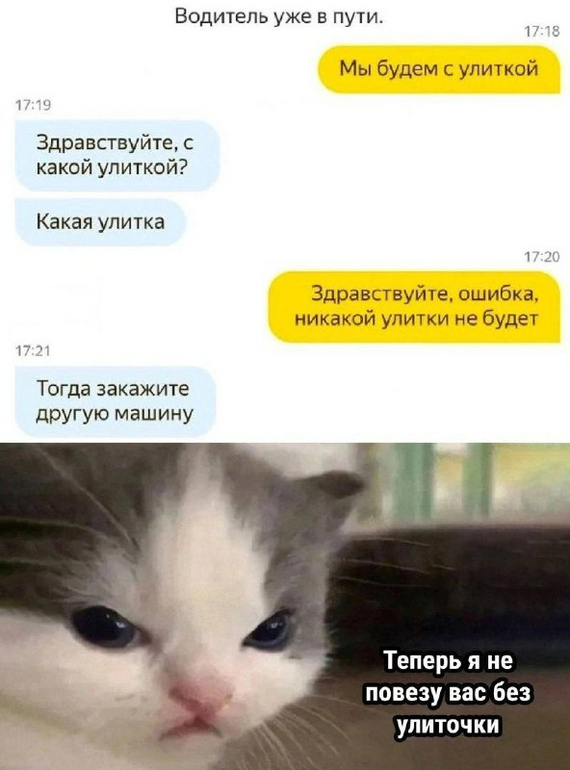 Водитель уже в пути.
17:18
Мы будем с улиткой
17:19
Здравствуйте, с
какой улиткой?
Какая улитка
17:20
Здравствуйте, ошибка,
никакой улитки не будет
17:21
Тогда закажите
другую машину
Теперь я не
повезу вас без
улиточки